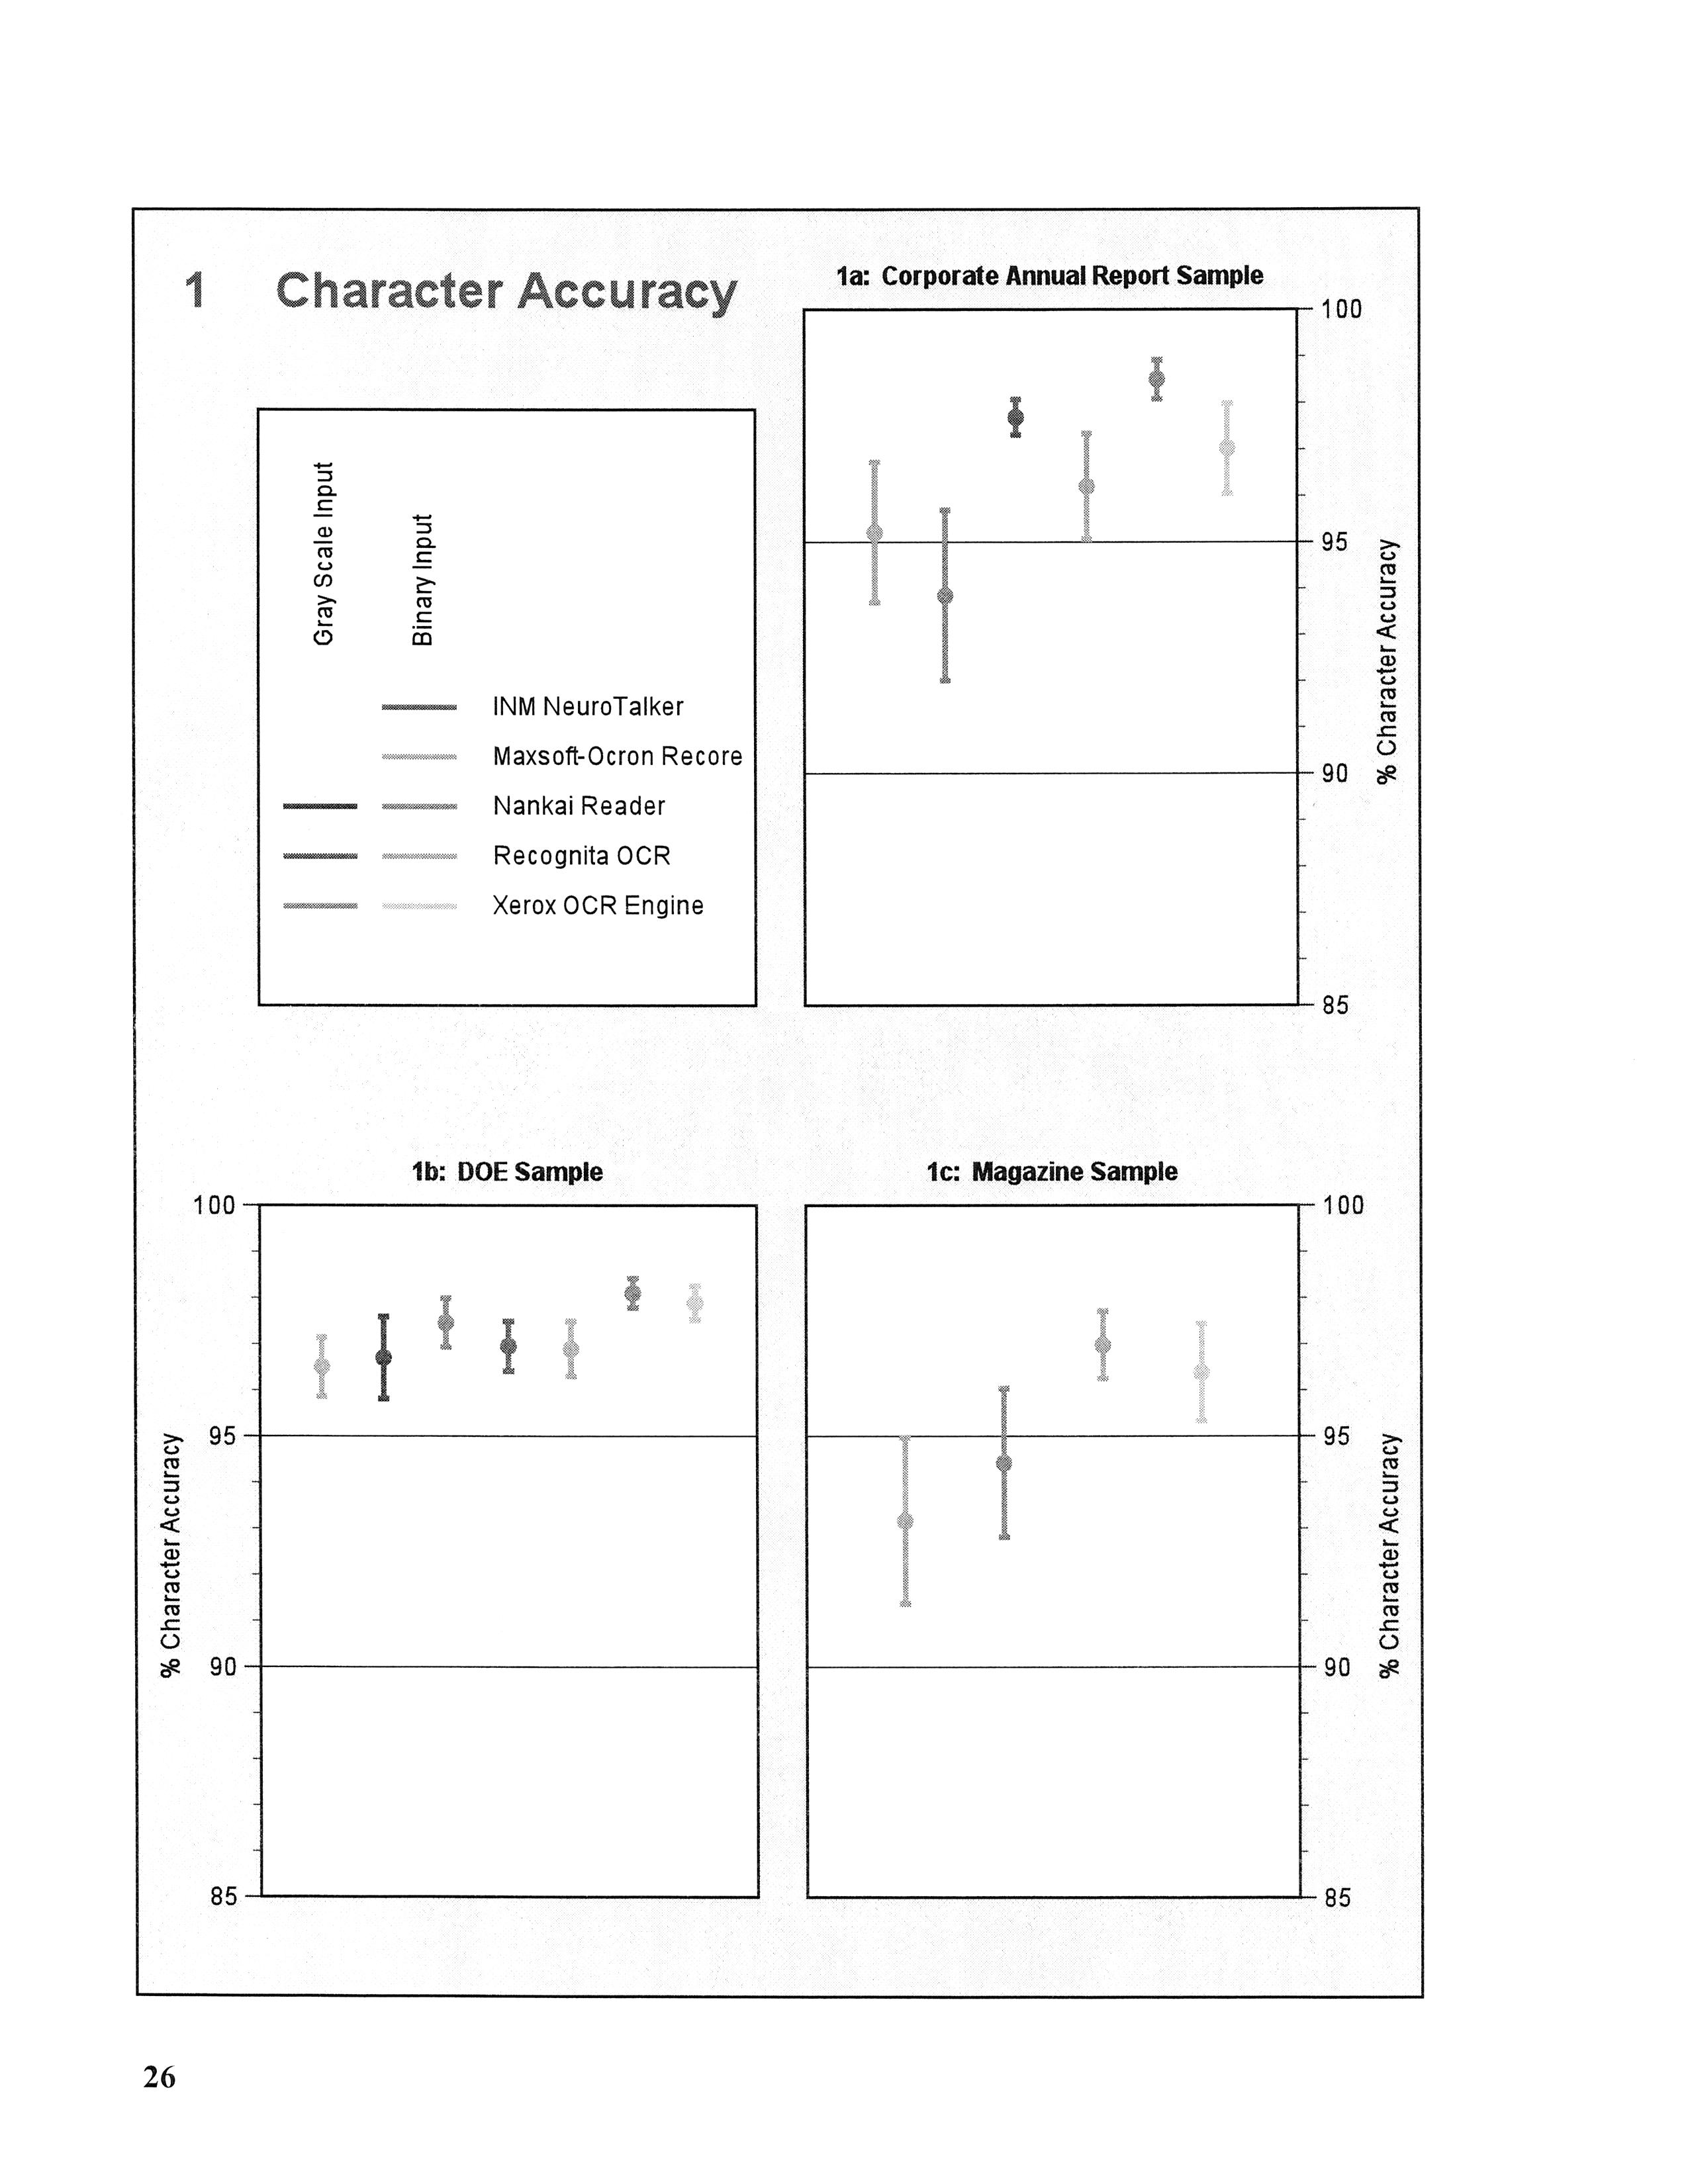 1 Character Accuracy
Gray Scale Input
Binary Input
INM NeuroTalker
Maxsoft-Ocron Recore
Nankai Reader
Recognita OCR
Xerox OCR Engine
1a: Corporate Annual Report Sample
100
95
90
85
% Character Accuracy
1b: DOE Sample
100
95
90
85
% Character Accuracy
1c: Magazine Sample
100
95
90
85
% Character Accuracy
26